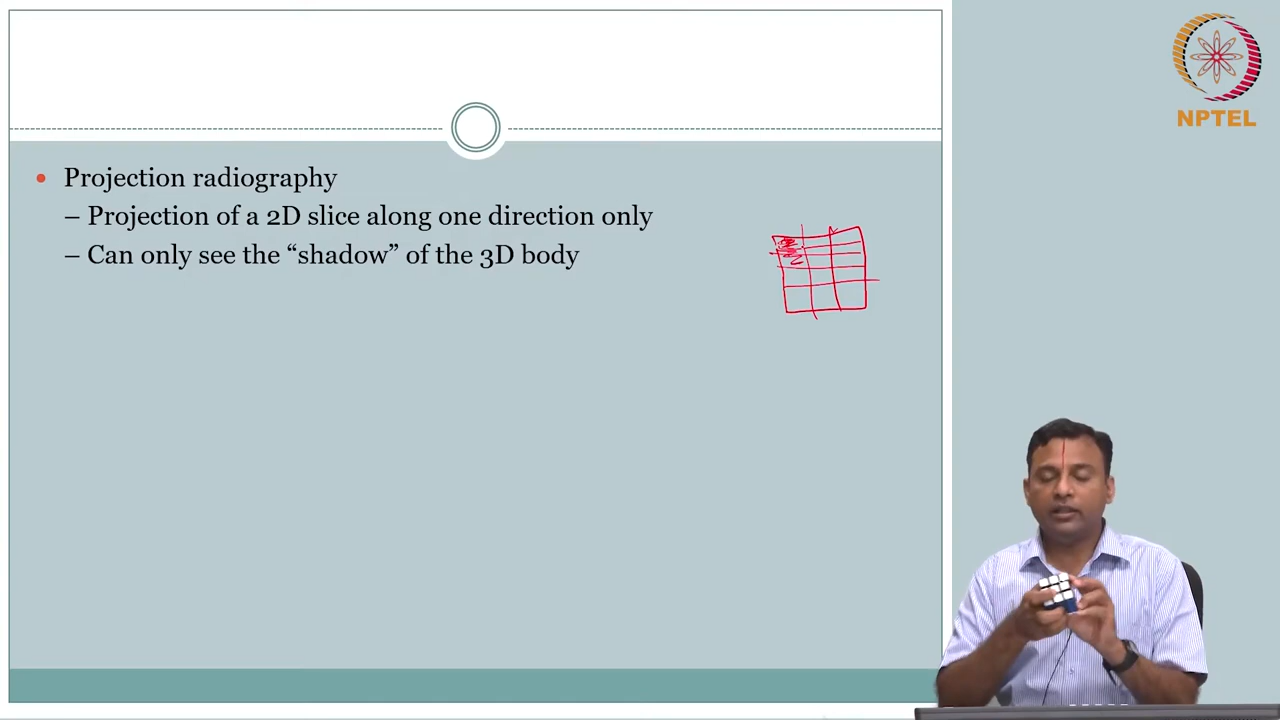 NPTEL
Projection radiography
– Projection of a 2D slice along one direction only
– Can only see the “shadow” of the 3D body